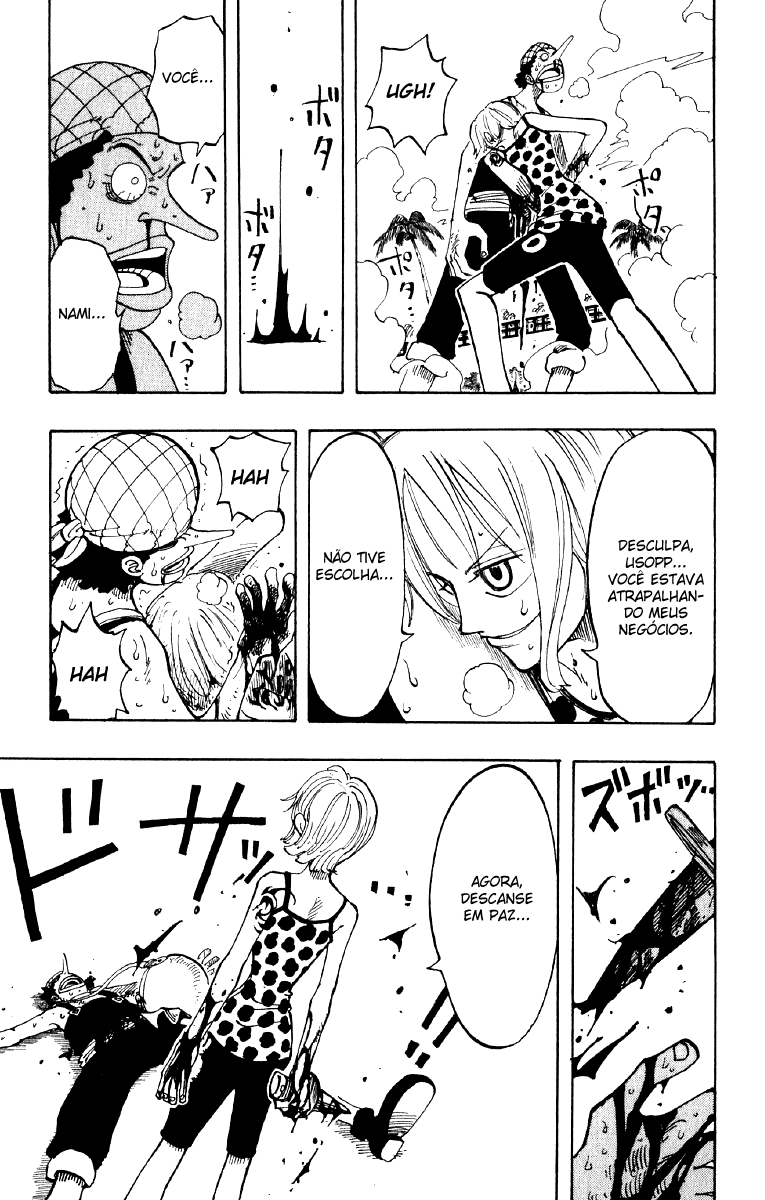 UGH!
ポタ
ポタ…
ボタ
ボタ…
VOCÊ...
ハァ
NAMI...
ハァ…
DESCULPA,
USOPP...
VOCÊ ESTAVA
ATRAPALHAN-
DO MEUS
NEGÓCIOS.
NÃO TIVE
ESCOLHA...
HAH
HAH
ズボッ
AGORA,
DESCANSE
EM PAZ...
ドサッ…!!